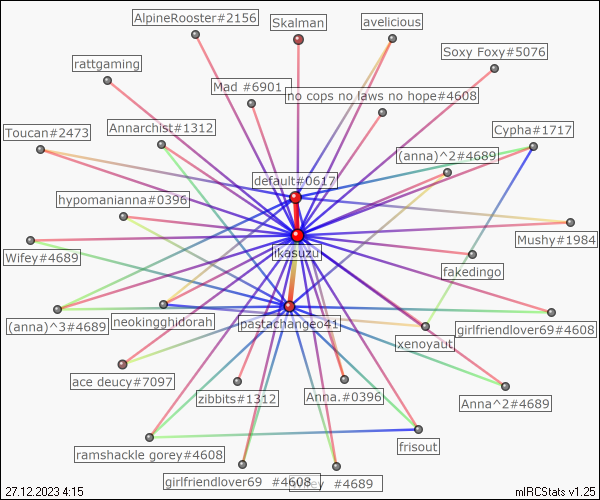 AlpineRooster#2156
Skalman
avelicious
Soxy Foxy#5076
rattgaming
Mad #6901
no cops no laws no hope#4608
Toucan#2473
Annarchist#1312
Cypha#1717
(anna)^2#4689
default#0617
hypomanianna#0396
Mushy#1984
Wifey#4689
ikasuzu
fakedingo
(anna)^3#4689
neokingghidorah
pastachangeo41
girlfriendlover69#4608
xenoyaut
ace deucy#7097
zibbits#1312
Anna.#0396
Anna^2#4689
ramshackle gorey#4608
frisout
girlfriendlover69 #4608
#4689
27.12.2023 4:15
mIRCStats v1.25